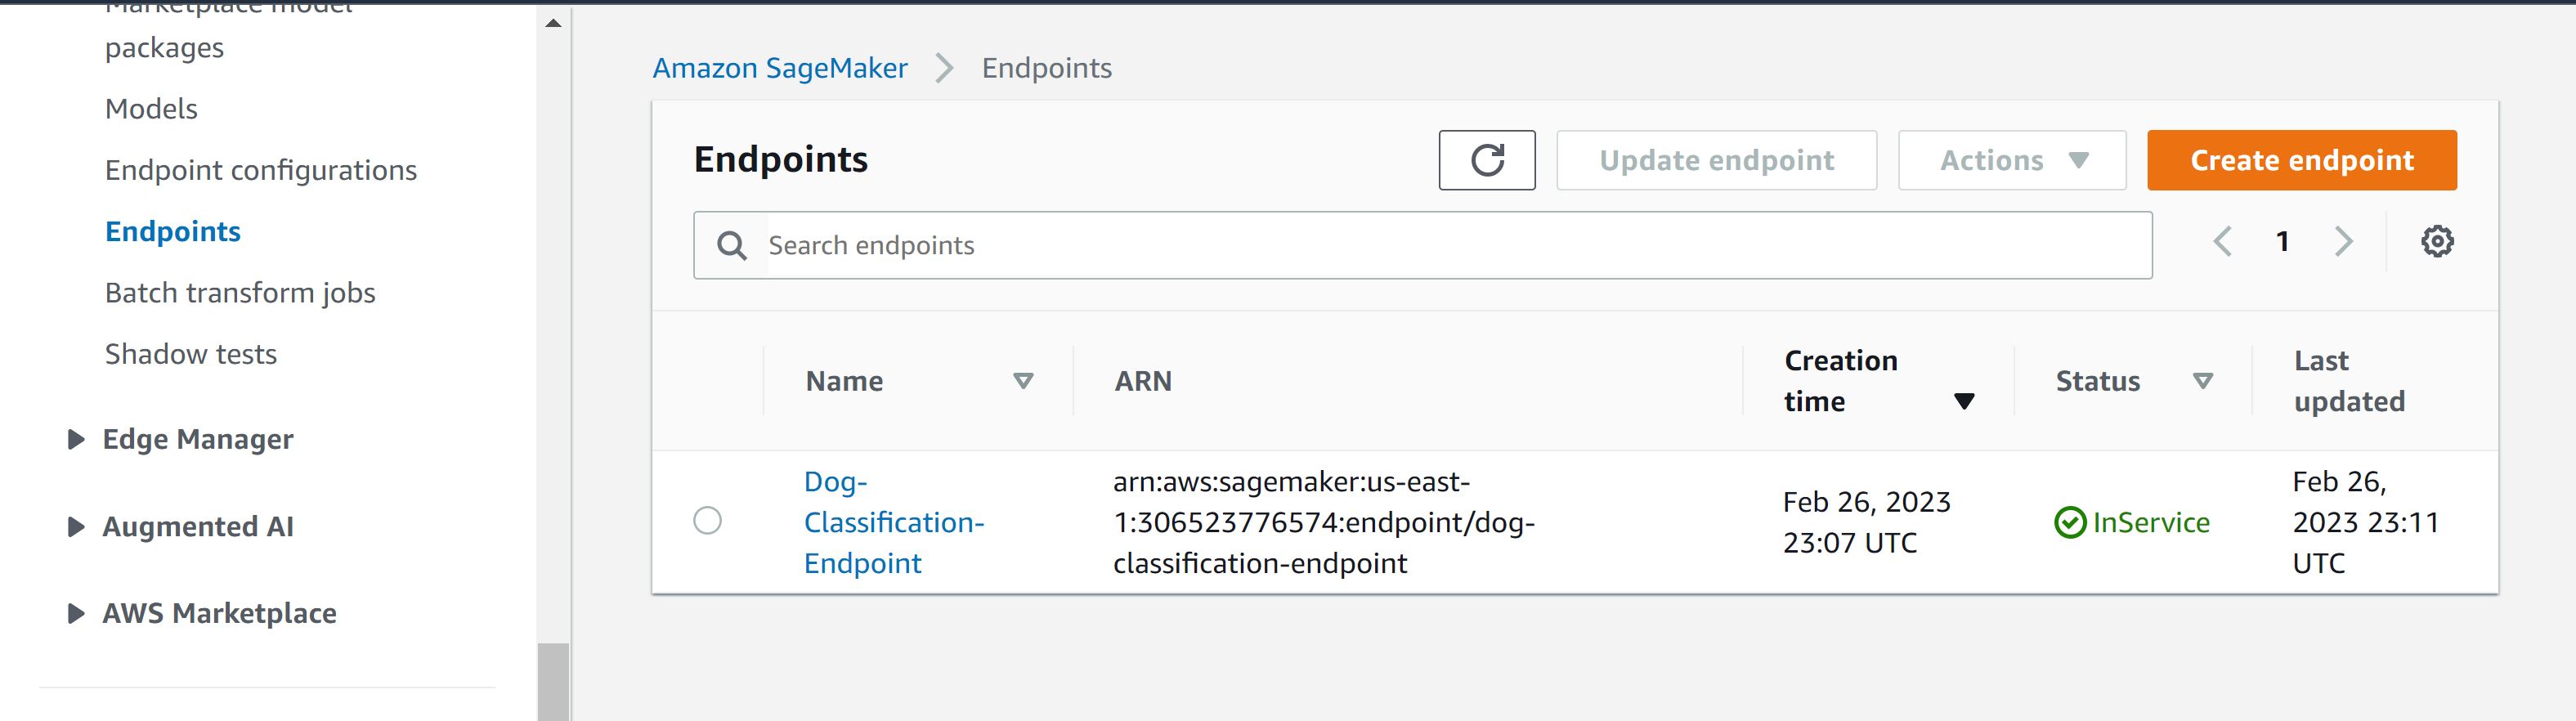 Marketplace model
packages
Models
Endpoint configurations
Endpoints
Batch transform jobs
Shadow tests
Edge Manager
Augmented AI
AWS Marketplace
Amazon SageMaker
Endpoints
Endpoints
Update endpoint
Actions
Create endpoint
Search endpoints
1
Name
ARN
Creation
time
Status
Last
updated
Dog-
Classification-
Endpoint
arn:aws:sagemaker:us-east-
1:306523776574:endpoint/dog-
classification-endpoint
Feb 26, 2023
23:07 UTC
InService
Feb 26,
2023 23:11
UTC